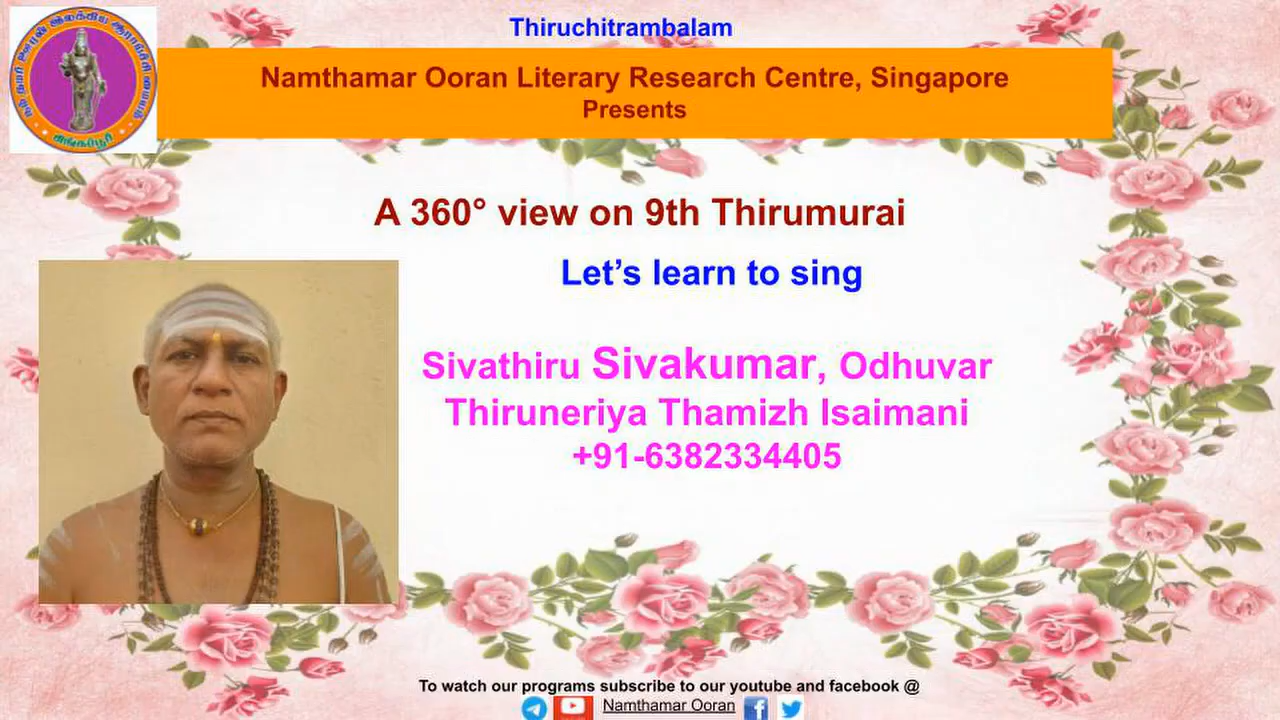 Thiruchitrambalam
Namthamar Ooran Literary Research Centre, Singapore
Presents
A 360° view on 9th Thirumurai
Let's learn to sing
Sivathiru Sivakumar, Odhuvar
Thiruneriya Thamizh Isaimani
+91-6382334405
To watch our programs subscribe to our youtube and facebook @
Namthamar Ooran